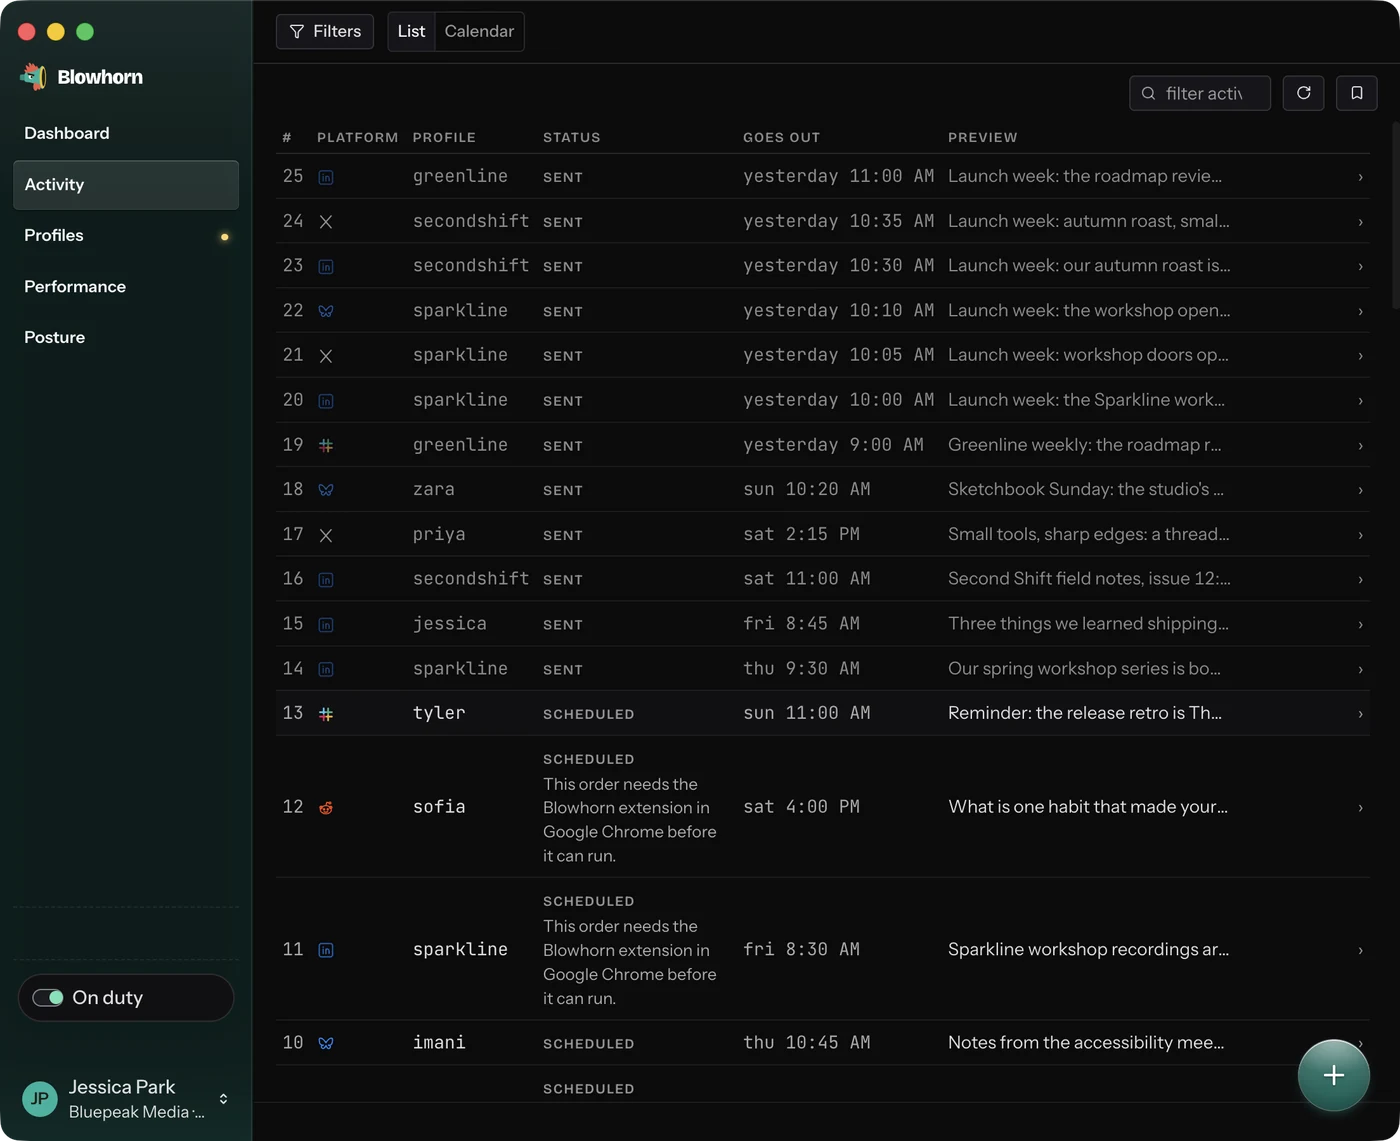 Blowhorn
Dashboard
Activity
Profiles
Performance
Posture
On duty
JP
Jessica Park
Bluepeak Media ·...
Filters
List
Calendar
filter activ
# PLATFORM PROFILE STATUS GOES OUT PREVIEW
25 greenline SENT yesterday 11:00 AM Launch week: the roadmap revie...
24 secondshift SENT yesterday 10:35 AM Launch week: autumn roast, smal...
23 secondshift SENT yesterday 10:30 AM Launch week: our autumn roast is...
22 sparkline SENT yesterday 10:10 AM Launch week: the workshop open...
21 sparkline SENT yesterday 10:05 AM Launch week: workshop doors op...
20 sparkline SENT yesterday 10:00 AM Launch week: the Sparkline work...
19 greenline SENT yesterday 9:00 AM Greenline weekly: the roadmap r...
18 zara SENT sun 10:20 AM Sketchbook Sunday: the studio's ...
17 priya SENT sat 2:15 PM Small tools, sharp edges: a thread...
16 secondshift SENT sat 11:00 AM Second Shift field notes, issue 12:...
15 jessica SENT fri 8:45 AM Three things we learned shipping...
14 sparkline SENT thu 9:30 AM Our spring workshop series is bo...
13 tyler SCHEDULED sun 11:00 AM Reminder: the release retro is Th...
SCHEDULED
This order needs the
12 sofia Blowhorn extension in sat 4:00 PM What is one habit that made your...
Google Chrome before
it can run.
SCHEDULED
This order needs the
11 sparkline Blowhorn extension in fri 8:30 AM Sparkline workshop recordings ar...
Google Chrome before
it can run.
10 imani SCHEDULED thu 10:45 AM Notes from the accessibility mee...
SCHEDULED